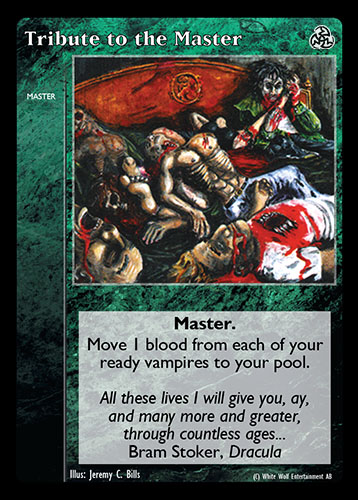 Tribute to the Master
MASTER
Master.
Move 1 blood from each of your
ready vampires to your pool.
All these lives I will give you, ay,
and many more and greater,
through countless ages...
Bram Stoker, Dracula
Illus: Jeremy C. Bills
(C) White Wolf Entertainment AB